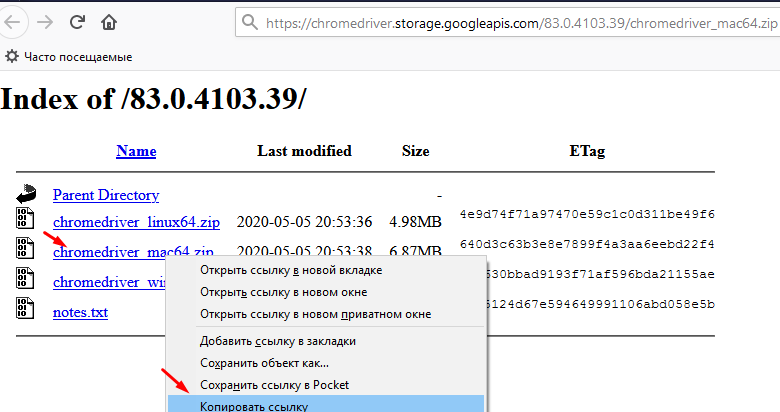 https://chromedriver.storage.googleapis.com/83.0.4103.39/chromedriver_mac64.zip
Часто посещаемые
Index of /83.0.4103.39/
Name Last modified Size ETag
Parent Directory -
chromedriver_linux64.zip 2020-05-05 20:53:36 4.98MB 4e9d74f71a97470e59c1c0d311be49f6
chromedriver_mac64.zip 2020-05-05 20:53:38 6.87MB 640d3c63b3e8e7899f4a3aa6eebd22f4
chromedriver_wi 530bbad9193f71af596bda21155ae
notes.txt 6124d67e594649991106abd058e5b
Открыть ссылку в новой вкладке
Открыть ссылку в новом окне
Открыть ссылку в новом приватном окне
Добавить ссылку в закладки
Сохранить объект как...
Сохранить ссылку в Pocket
Копировать ссылку